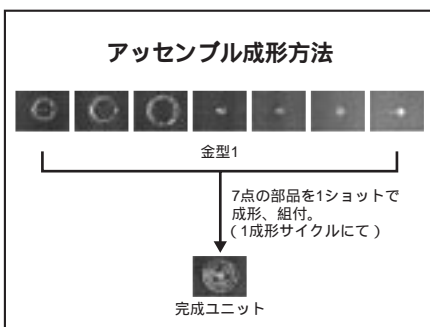 アッセンブル成形方法
金型1
7点の部品を1ショットで
成形、組付。
(1成形サイクルにて)
完成ユニット